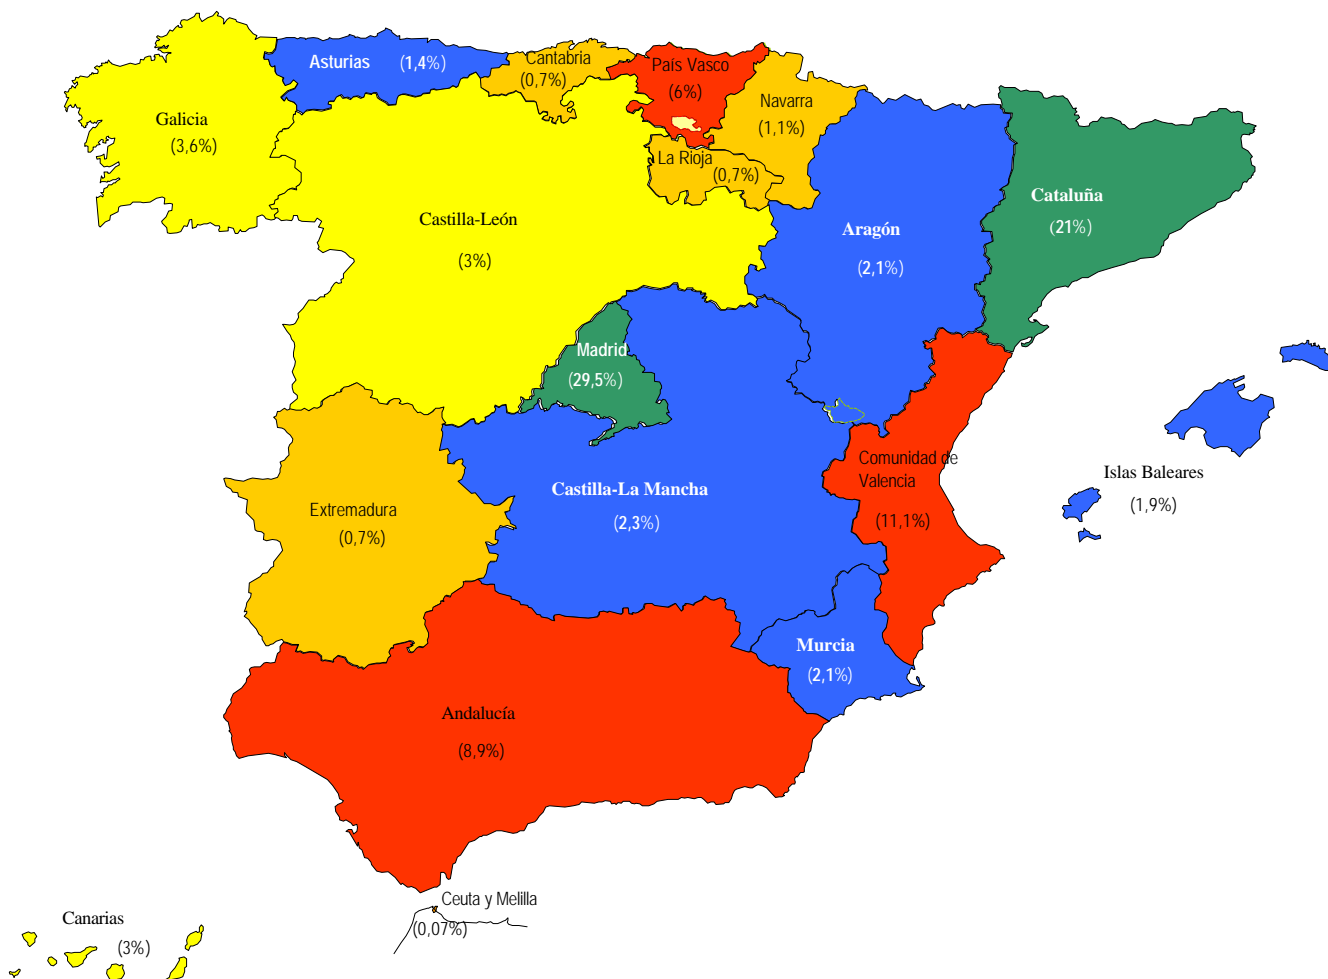 Asturias (1,4%)
Cantabria
(0,7%)
País Vasco
(6%)
Navarra
(1,1%)
Galicia
(3,6%)
La Rioja
(0,7%)
Castilla-León
(3%)
Aragón
(2,1%)
Cataluña
(21%)
Madrid
(29,5%)
Comunidad de
Valencia
(11,1%)
Islas Baleares
(1,9%)
Castilla-La Mancha
(2,3%)
Extremadura
(0,7%)
Murcia
(2,1%)
Andalucía
(8,9%)
Ceuta y Melilla
(0,07%)
Canarias
(3%)